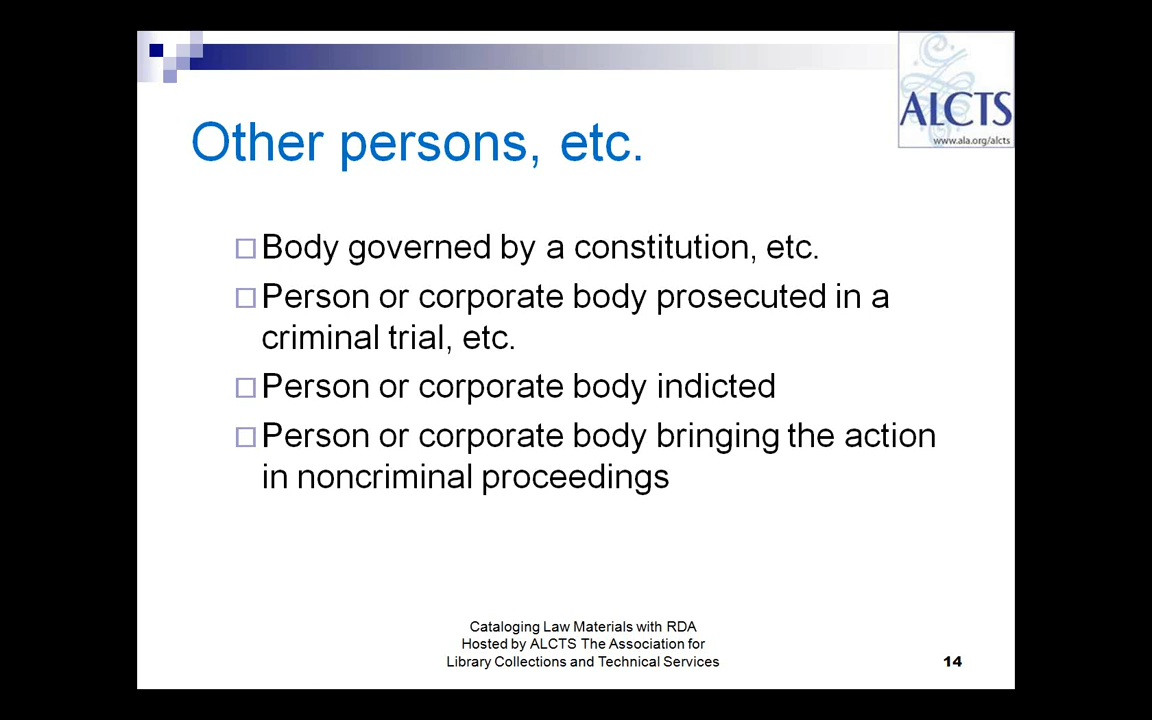 ALCTS
www.ala.org/alcts
Other persons, etc.
Body governed by a constitution, etc.
Person or corporate body prosecuted in a
criminal trial, etc.
Person or corporate body indicted
Person or corporate body bringing the action
in noncriminal proceedings
Cataloging Law Materials with RDA
Hosted by ALCTS The Association for
Library Collections and Technical Services
14